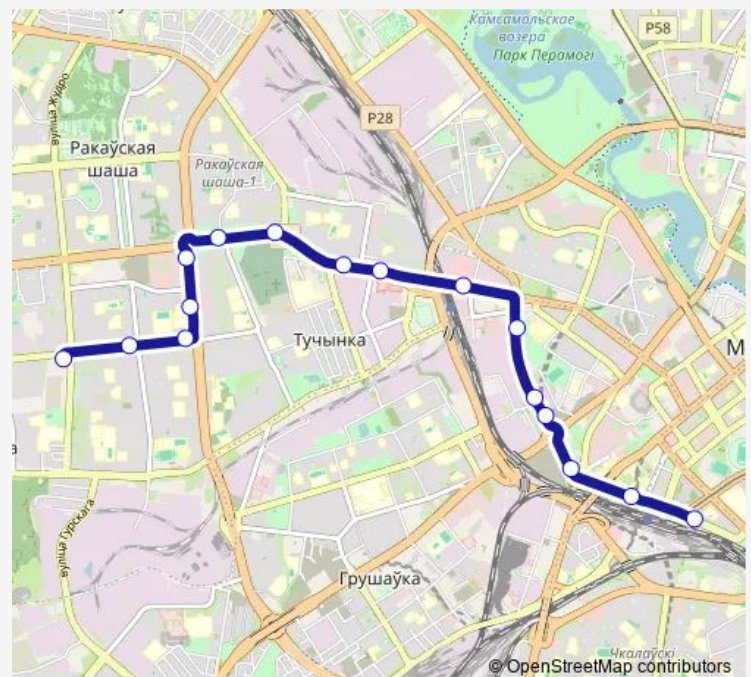 Камсамольскае
возера
Парк Перамогі
P58
P28
вуліца Жудро
Ракаўская
шаша
Ракаўская
шаша-1
Тучынка
М
а
вуліца Гурскага
Грушаўка
Чкалаўскі
© OpenStreetMap contributors